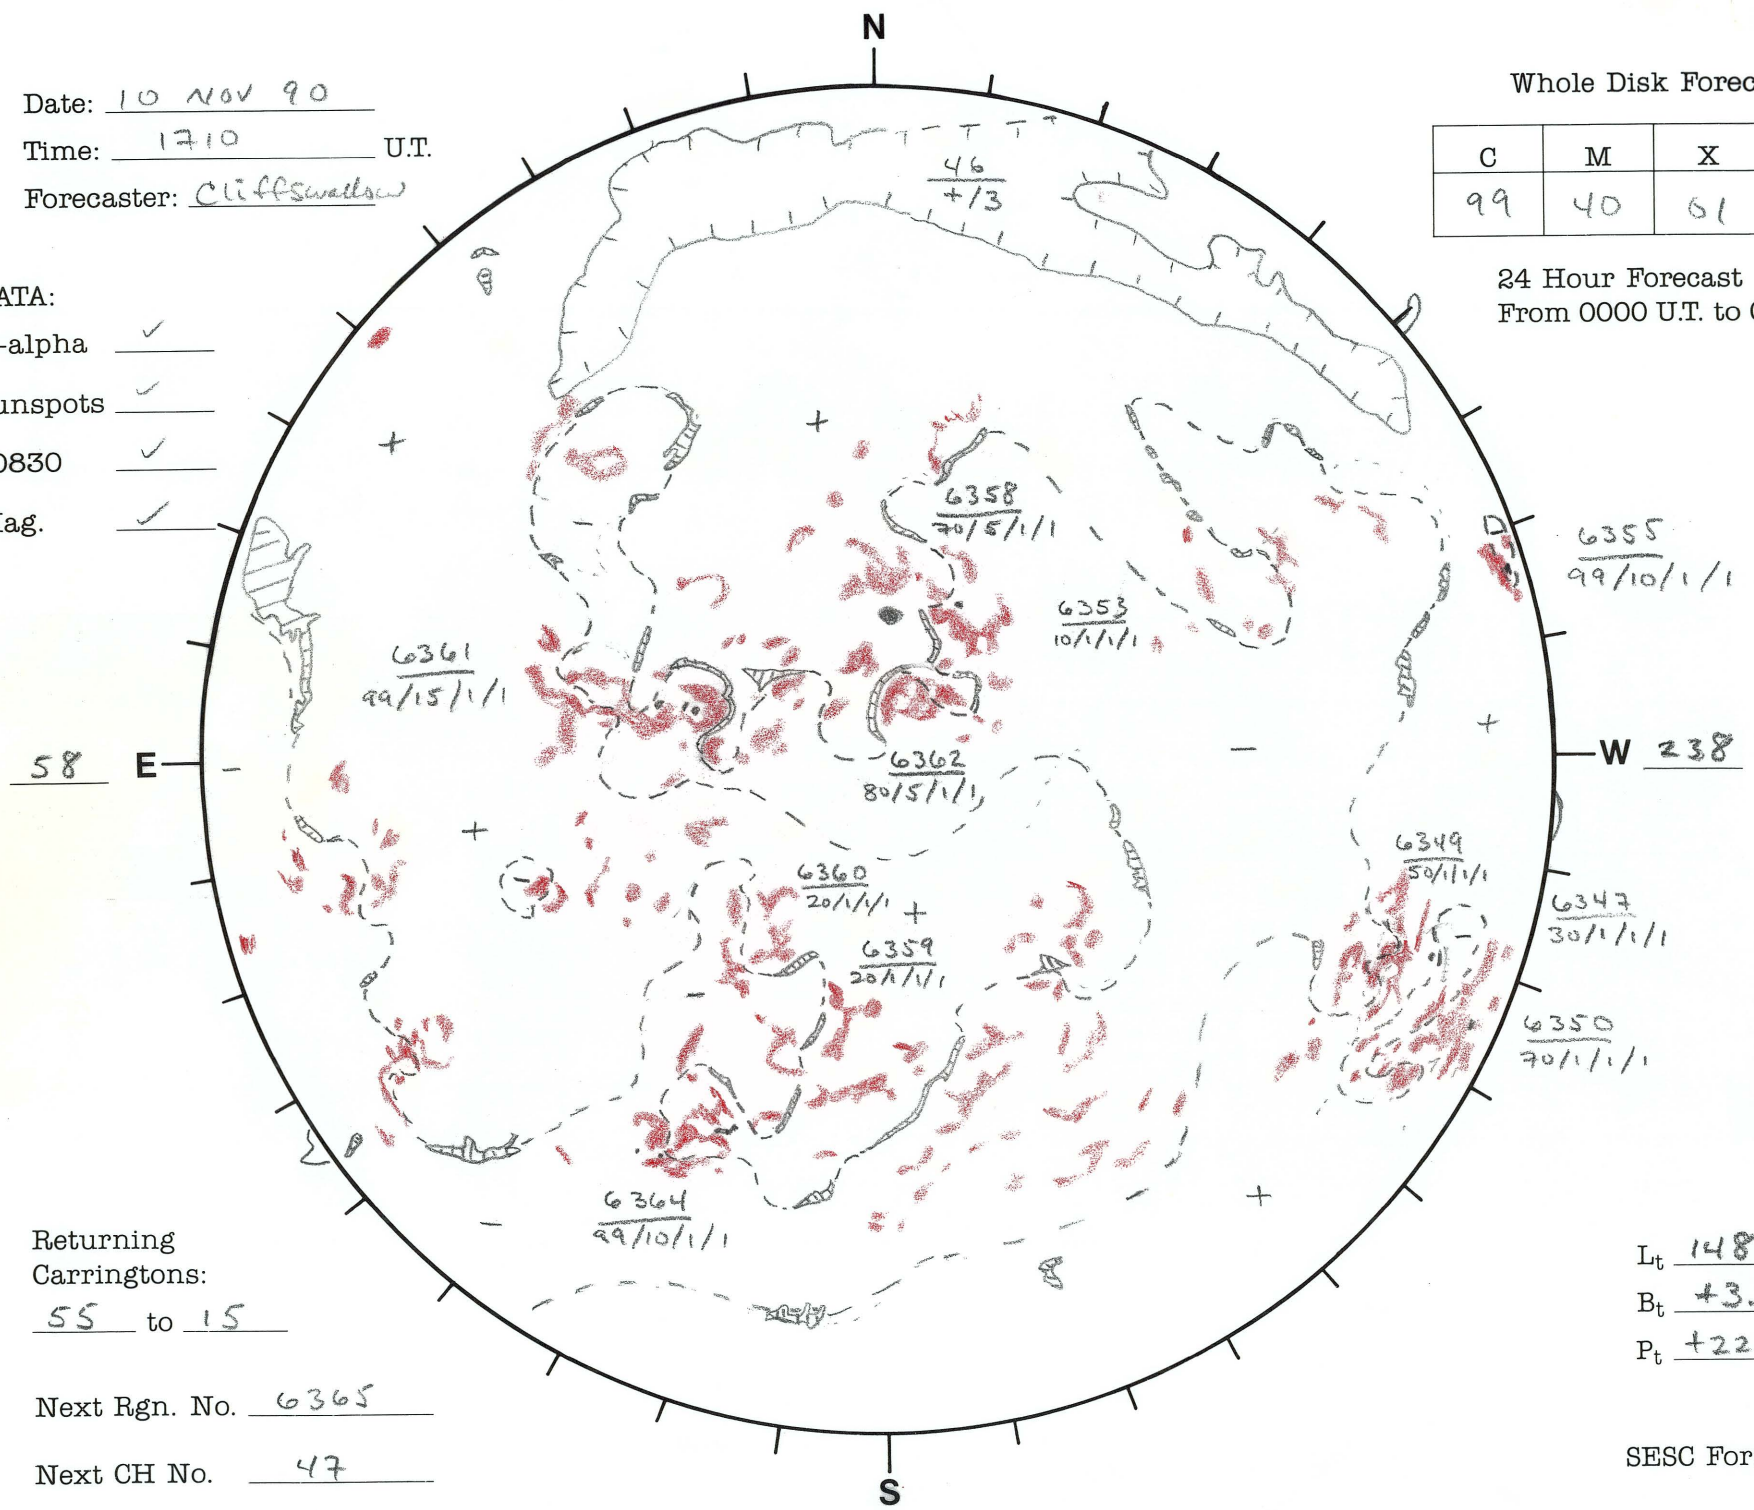 N
Date: 10 NOV 90
Time: 1710 U.T.
Forecaster: Cliffswallow
Whole Disk Forec
C M X
99 40 01
24 Hour Forecast
From 0000 U.T. to 0
ATA:
-alpha ✓
unspots ✓
0830 ✓
Mag. ✓
46
+/3
6358
70/5/1/1
6355
99/10/1/1
6353
10/1/1/1
6361
99/15/1/1
58 E
W 238
6362
80/5/1/1
6349
50/1/1/1
6360
20/1/1/1
6347
30/1/1/1
6359
20/1/1/1
6350
70/1/1/1
6364
99/10/1/1
Returning
Carringtons:
55 to 15
Lt 148
Bt +3.
Pt +22
Next Rgn. No. 6365
Next CH No. 47
SESC For
S